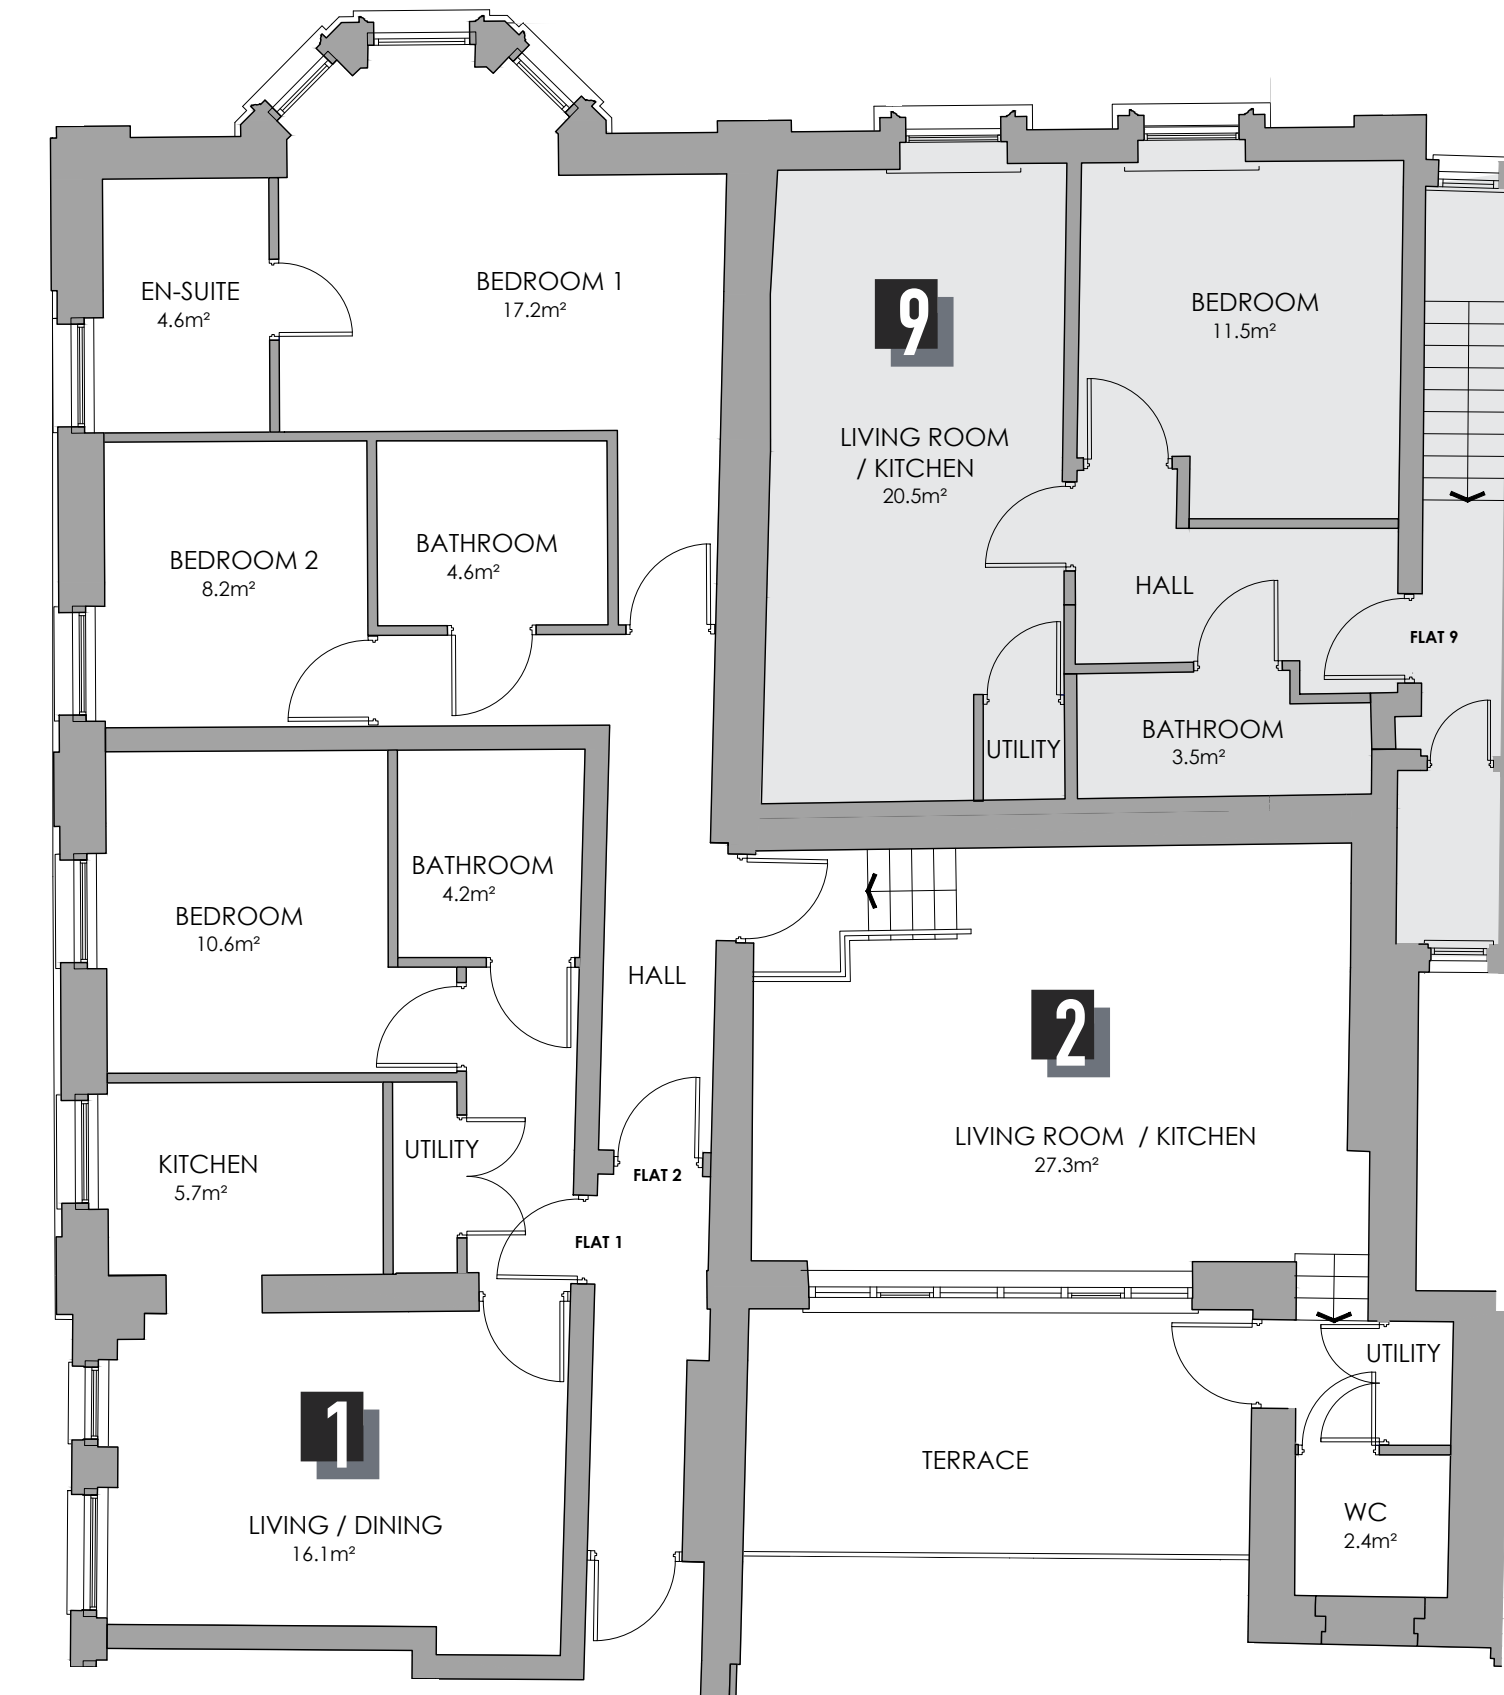 EN-SUITE
4.6m²
BEDROOM 1
17.2m²
9
BEDROOM
11.5m²
LIVING ROOM
/ KITCHEN
20.5m²
BEDROOM 2
8.2m²
BATHROOM
4.6m²
HALL
FLAT 9
UTILITY
BATHROOM
3.5m²
BEDROOM
10.6m²
BATHROOM
4.2m²
HALL
2
LIVING ROOM / KITCHEN
27.3m²
KITCHEN
5.7m²
UTILITY
FLAT 2
FLAT 1
UTILITY
1
LIVING / DINING
16.1m²
TERRACE
WC
2.4m²